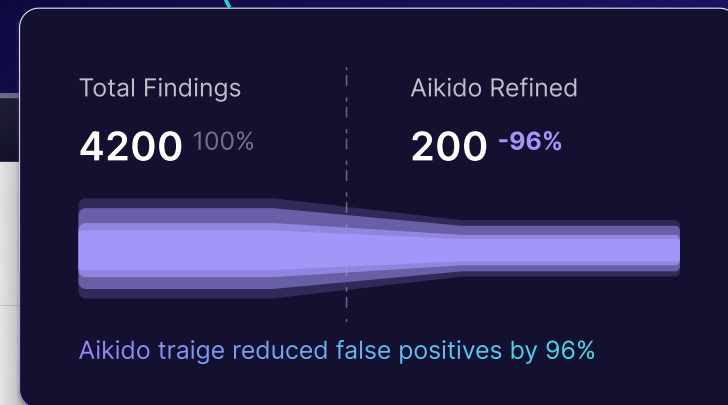 Total Findings
4200 100%
Aikido Refined
200 -96%
Aikido traige reduced false positives by 96%